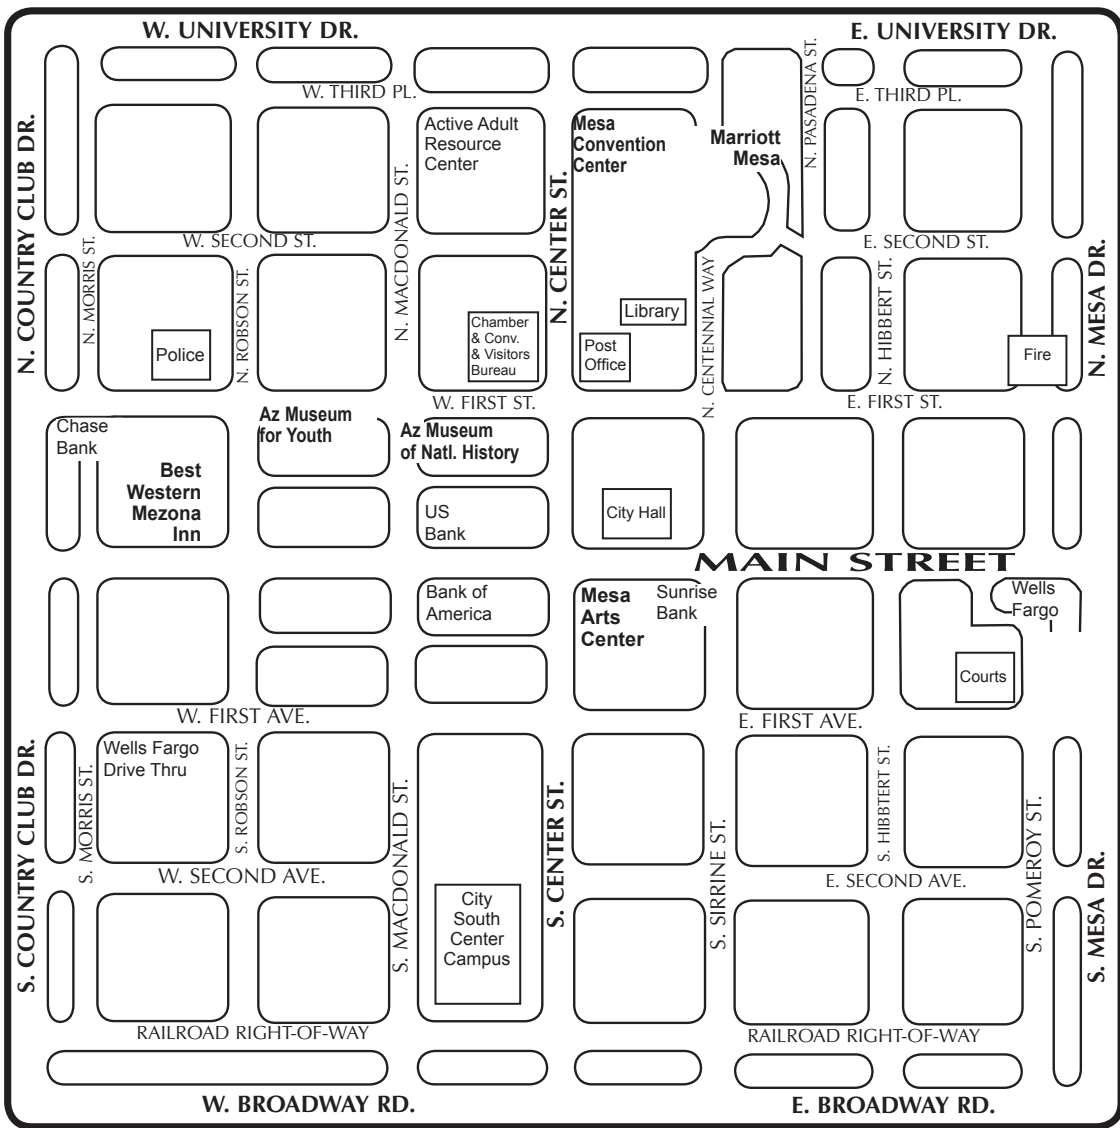 W. UNIVERSITY DR.
E. UNIVERSITY DR.
W. THIRD PL.
E. THIRD PL.
N. PASADENA ST.
N. COUNTRY CLUB DR.
Active Adult
Resource
Center
Mesa
Convention
Center
Marriott
Mesa
N. MACDONALD ST.
N. CENTER ST.
W. SECOND ST.
E. SECOND ST.
N. MORRIS ST.
N. ROBSON ST.
N. CENTENNIAL WAY
N. HIBBERT ST.
N. MESA DR.
Police
Chamber
& Conv.
& Visitors
Bureau
Library
Post
Office
Fire
W. FIRST ST.
E. FIRST ST.
Chase
Bank
Best
Western
Mezona
Inn
Az Museum
for Youth
Az Museum
of Natl. History
US
Bank
City Hall
MAIN STREET
Bank of
America
Mesa
Arts
Center
Sunrise
Bank
Wells
Fargo
Courts
W. FIRST AVE.
E. FIRST AVE.
S. COUNTRY CLUB DR.
S. MORRIS ST.
Wells Fargo
Drive Thru
S. ROBSON ST.
S. MACDONALD ST.
S. CENTER ST.
S. SIRRINE ST.
S. HIBBTERT ST.
S. POMEROY ST.
S. MESA DR.
W. SECOND AVE.
E. SECOND AVE.
City
South
Center
Campus
RAILROAD RIGHT-OF-WAY
RAILROAD RIGHT-OF-WAY
W. BROADWAY RD.
E. BROADWAY RD.